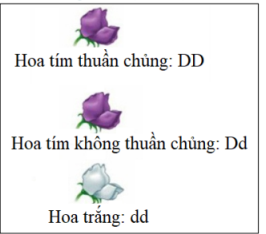 Hoa tím thuần chủng: DD
Hoa tím không thuần chủng: Dd
Hoa trắng: dd